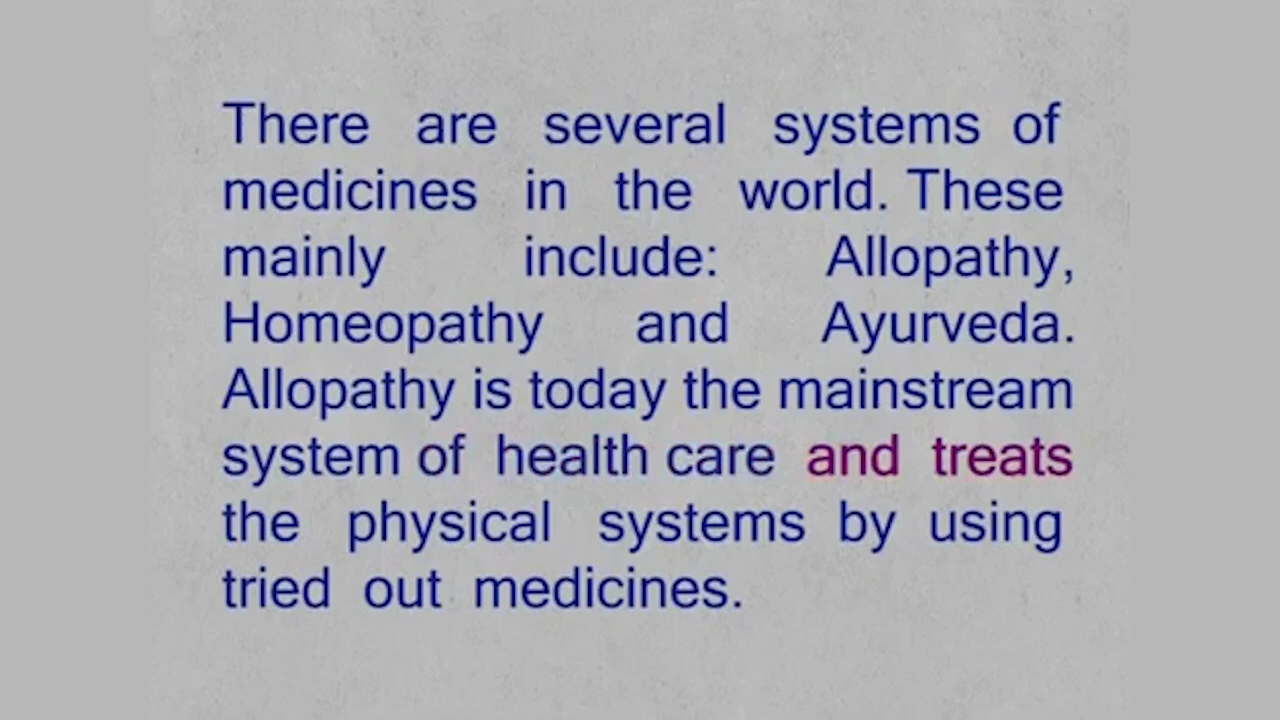 There are several systems of
medicines in the world. These
mainly include: Allopathy,
Homeopathy and Ayurveda.
Allopathy is today the mainstream
system of health care and treats
the physical systems by using
tried out medicines.